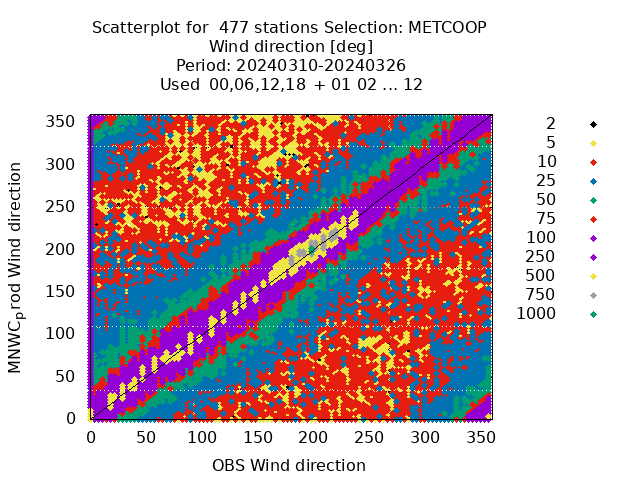 Scatterplot for  477 stations Selection: METCOOP
Wind direction [deg]
Period: 20240310-20240326
Used  00,06,12,18  + 01 02 ... 12
350
300
250
200
150
100
50
0
MNWC_prod Wind direction
0 50 100 150 200 250 300 350
OBS Wind direction
2
5
10
25
50
75
100
250
500
750
1000